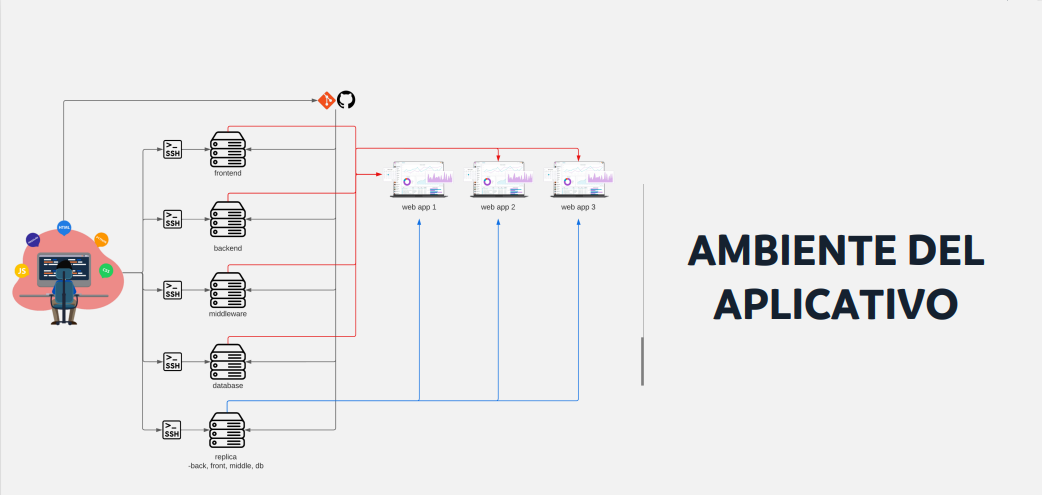 >_
SSH
frontend
>_
SSH
backend
>_
SSH
middleware
>_
SSH
database
>_
SSH
replica
-back, front, middle, db
HTML
JS
web app 1
web app 2
web app 3
AMBIENTE DEL
APLICATIVO